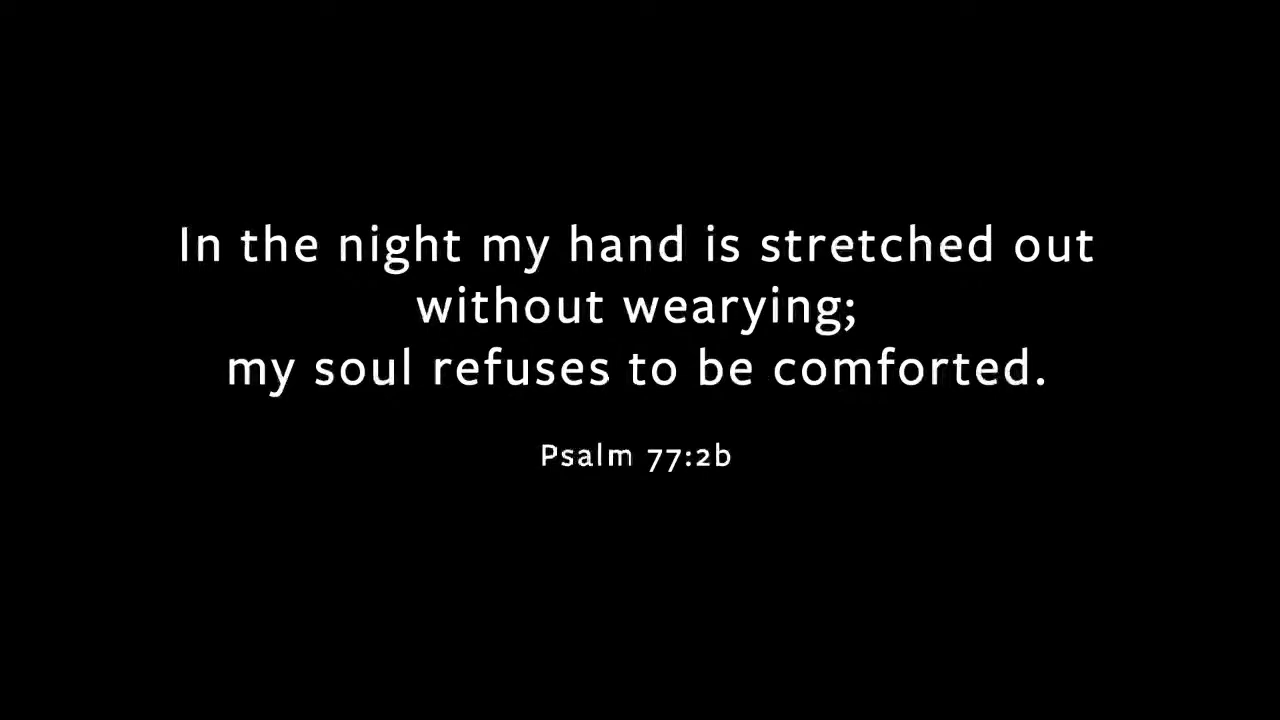 In the night my hand is stretched out
without wearying;
my soul refuses to be comforted.
Psalm 77:2b